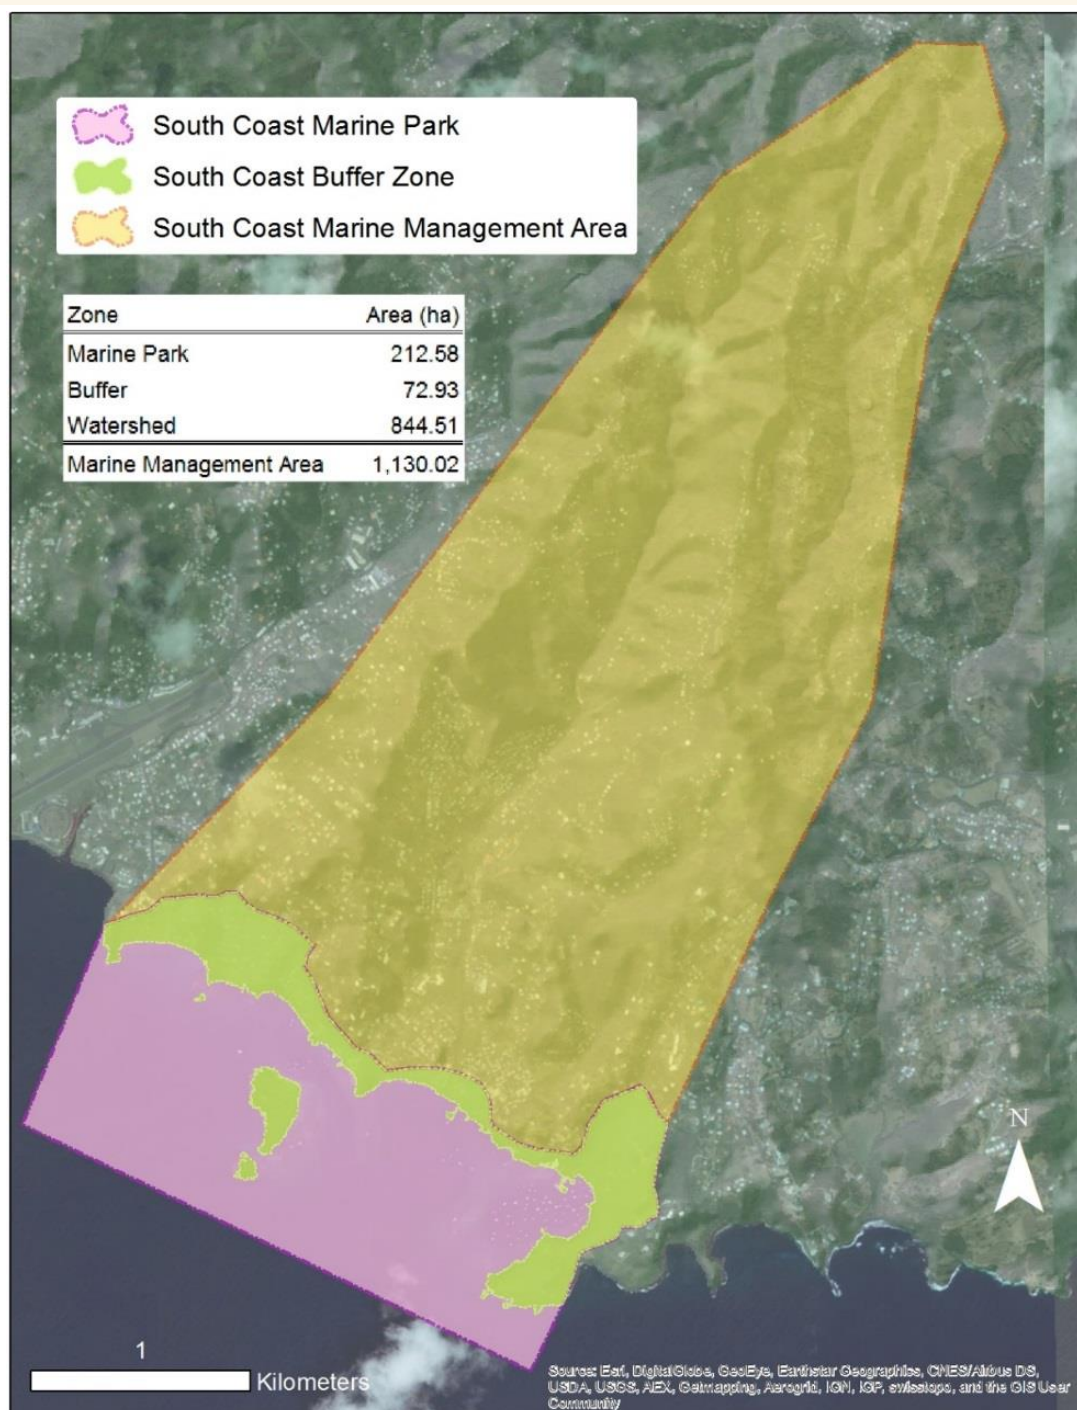 South Coast Marine Park
South Coast Buffer Zone
South Coast Marine Management Area
Zone Area (ha)
Marine Park 212.58
Buffer 72.93
Watershed 844.51
Marine Management Area 1,130.02
N
1
Kilometers
Source: Esri, DigitalGlobe, GeoEye, Earthstar Geographics, CNES/Airbus DS,
USDA, USGS, AEX, Getmapping, Aerogrid, IGN, IGP, swisstopo, and the GIS User
Community